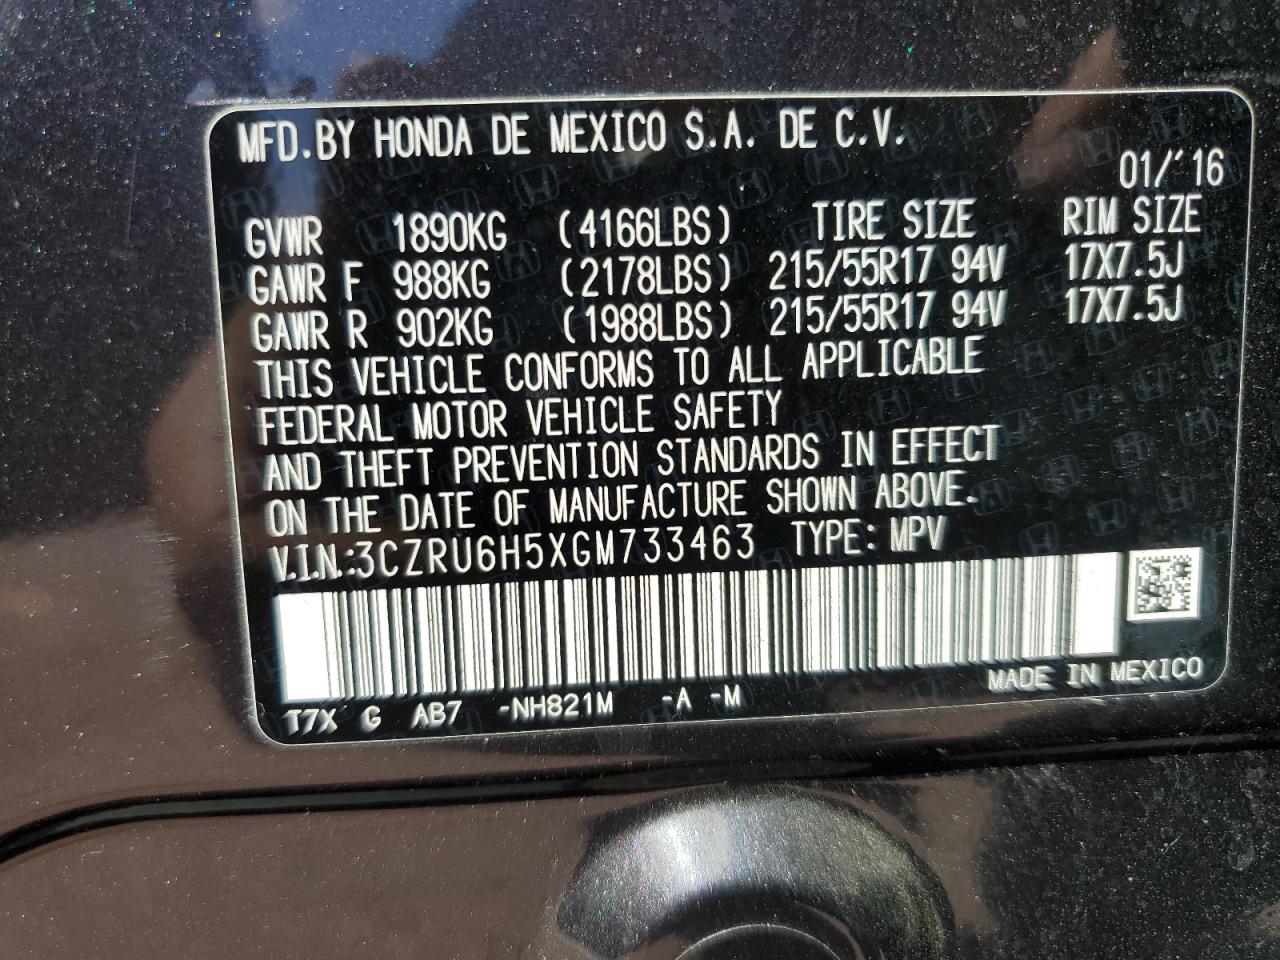 MFD.BY HONDA DE MEXICO S.A. DE C.V.
01/'16
GVWR 1890KG (4166LBS) TIRE SIZE RIM SIZE
GAWR F 988KG (2178LBS) 215/55R17 94V 17X7.5J
GAWR R 902KG (1988LBS) 215/55R17 94V 17X7.5J
THIS VEHICLE CONFORMS TO ALL APPLICABLE
FEDERAL MOTOR VEHICLE SAFETY
AND THEFT PREVENTION STANDARDS IN EFFECT
ON THE DATE OF MANUFACTURE SHOWN ABOVE.
V.I.N.:3CZRU6H5XGM733463 TYPE: MPV
MADE IN MEXICO
T7X G AB7 -NH821M -A -M